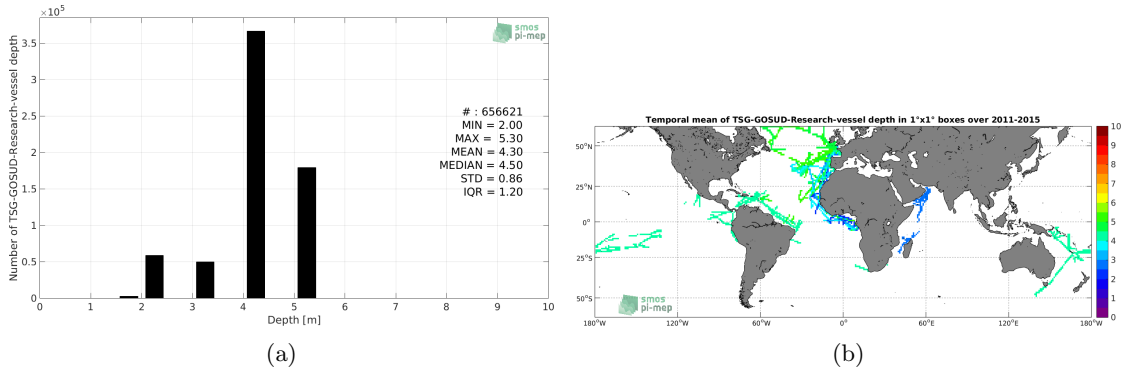 ×10⁵
Number of TSG-GOSUD-Research-vessel depth
3.5
3
2.5
2
1.5
1
0.5
0
0 1 2 3 4 5 6 7 8 9 10
Depth [m]
smos
pi-mep
# : 656621
MIN = 2.00
MAX = 5.30
MEAN = 4.30
MEDIAN = 4.50
STD = 0.86
IQR = 1.20
(a)
Temporal mean of TSG-GOSUD-Research-vessel depth in 1°x1° boxes over 2011-2015
50°N
25°N
0°
25°S
50°S
180°W 120°W 60°W 0° 60°E 120°E 180°E
smos
pi-mep
10
9
8
7
6
5
4
3
2
1
0
(b)